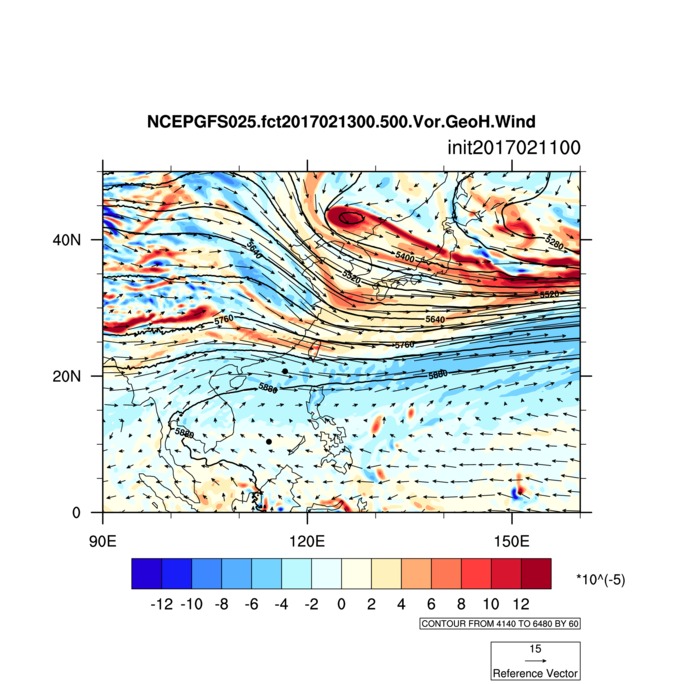 NCEPGFS025.fct2017021300.500.Vor.GeoH.Wind
init2017021100
40N
20N
0
5640
5400
5280
5520
5520
5760
5640
5760
5880
5880
5880
90E
120E
150E
-12 -10 -8 -6 -4 -2 0 2 4 6 8 10 12
*10^(-5)
CONTOUR FROM 4140 TO 6480 BY 60
15
Reference Vector